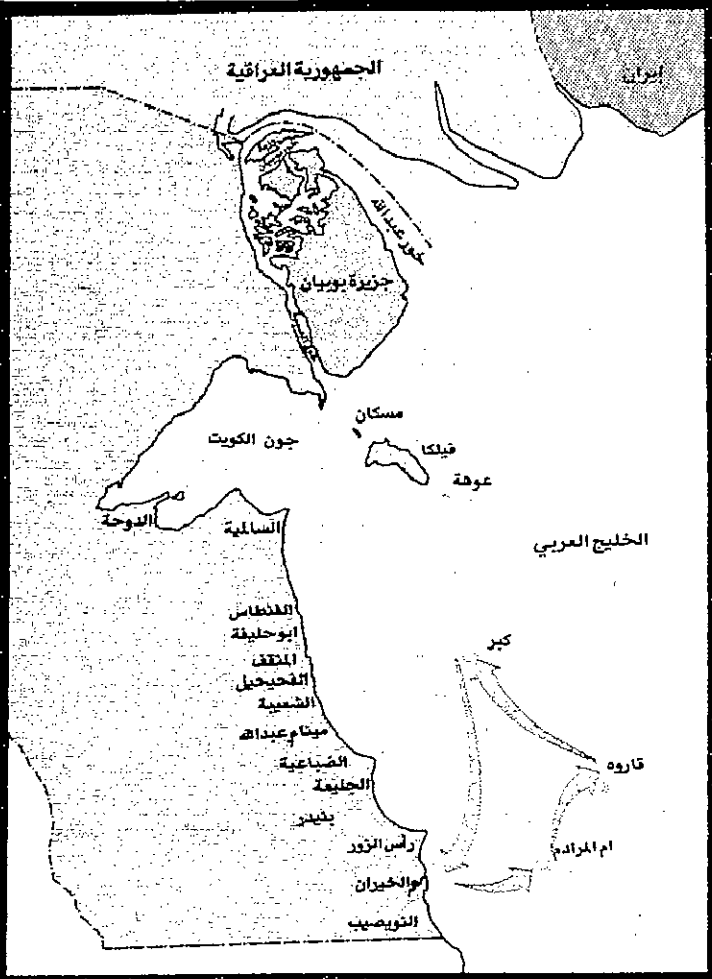 الجمهورية العراقية
إيران
خور عبدالله
جزيرة بوبيان
مسكان
فيلكا
جون الكويت
عوهة
الدوحة
السالمية
الخليج العربي
الفنطاس
ابوحليفة
المنقف
الفحيحيل
الشعيبة
ميناء عبدالله
الضباعية
الجليعة
بنيدر
رأس الزور
الخيران
النويصيب
كبر
قاروه
ام المرادم